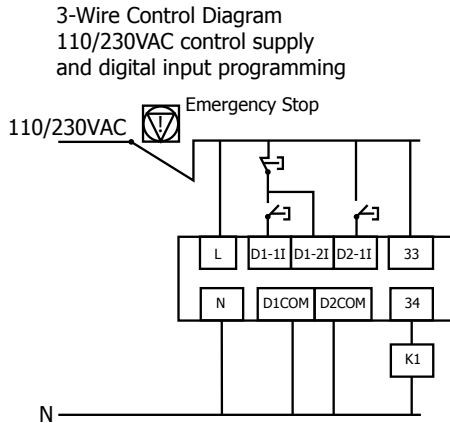 3-Wire Control Diagram
110/230VAC control supply
and digital input programming
Emergency Stop
110/230VAC
!
L D1-1I D1-2I D2-1I 33
N D1COM D2COM 34
K1
N